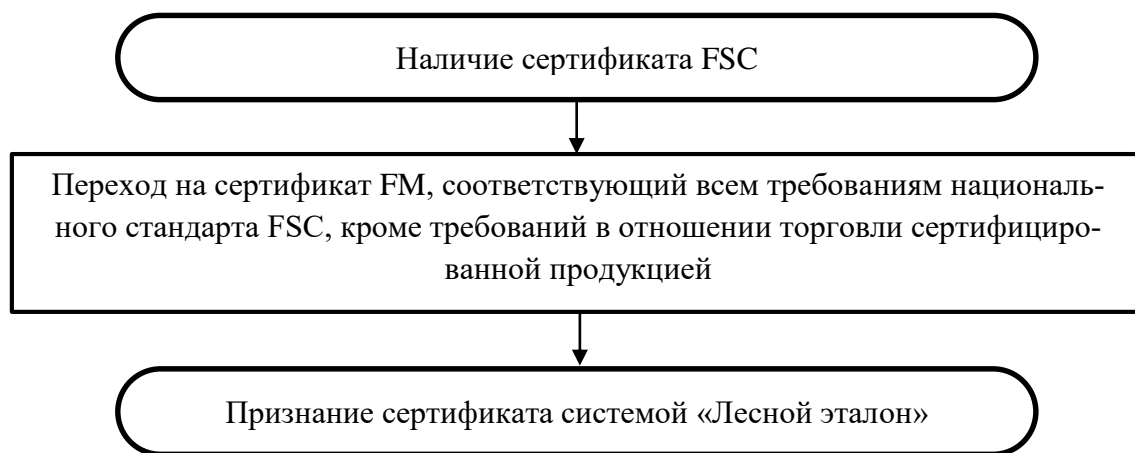 Наличие сертификата FSC
Переход на сертификат FM, соответствующий всем требованиям националь-
ного стандарта FSC, кроме требований в отношении торговли сертифициро-
ванной продукцией
Признание сертификата системой «Лесной эталон»